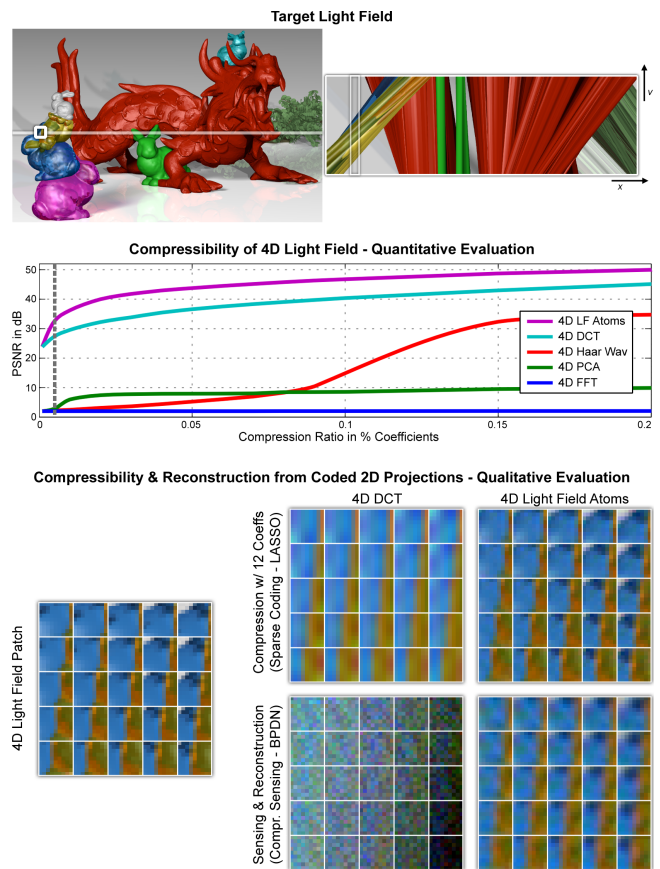 Target Light Field
v
x
Compressibility of 4D Light Field - Quantitative Evaluation
PSNR in dB
50
40
30
20
10
0
4D LF Atoms
4D DCT
4D Haar Wav
4D PCA
4D FFT
0 0.05 0.1 0.15 0.2
Compression Ratio in % Coefficients
Compressibility & Reconstruction from Coded 2D Projections - Qualitative Evaluation
4D DCT 4D Light Field Atoms
4D Light Field Patch
Compression w/ 12 Coeffs
(Sparse Coding - LASSO)
Sensing & Reconstruction
(Compr. Sensing - BPDN)